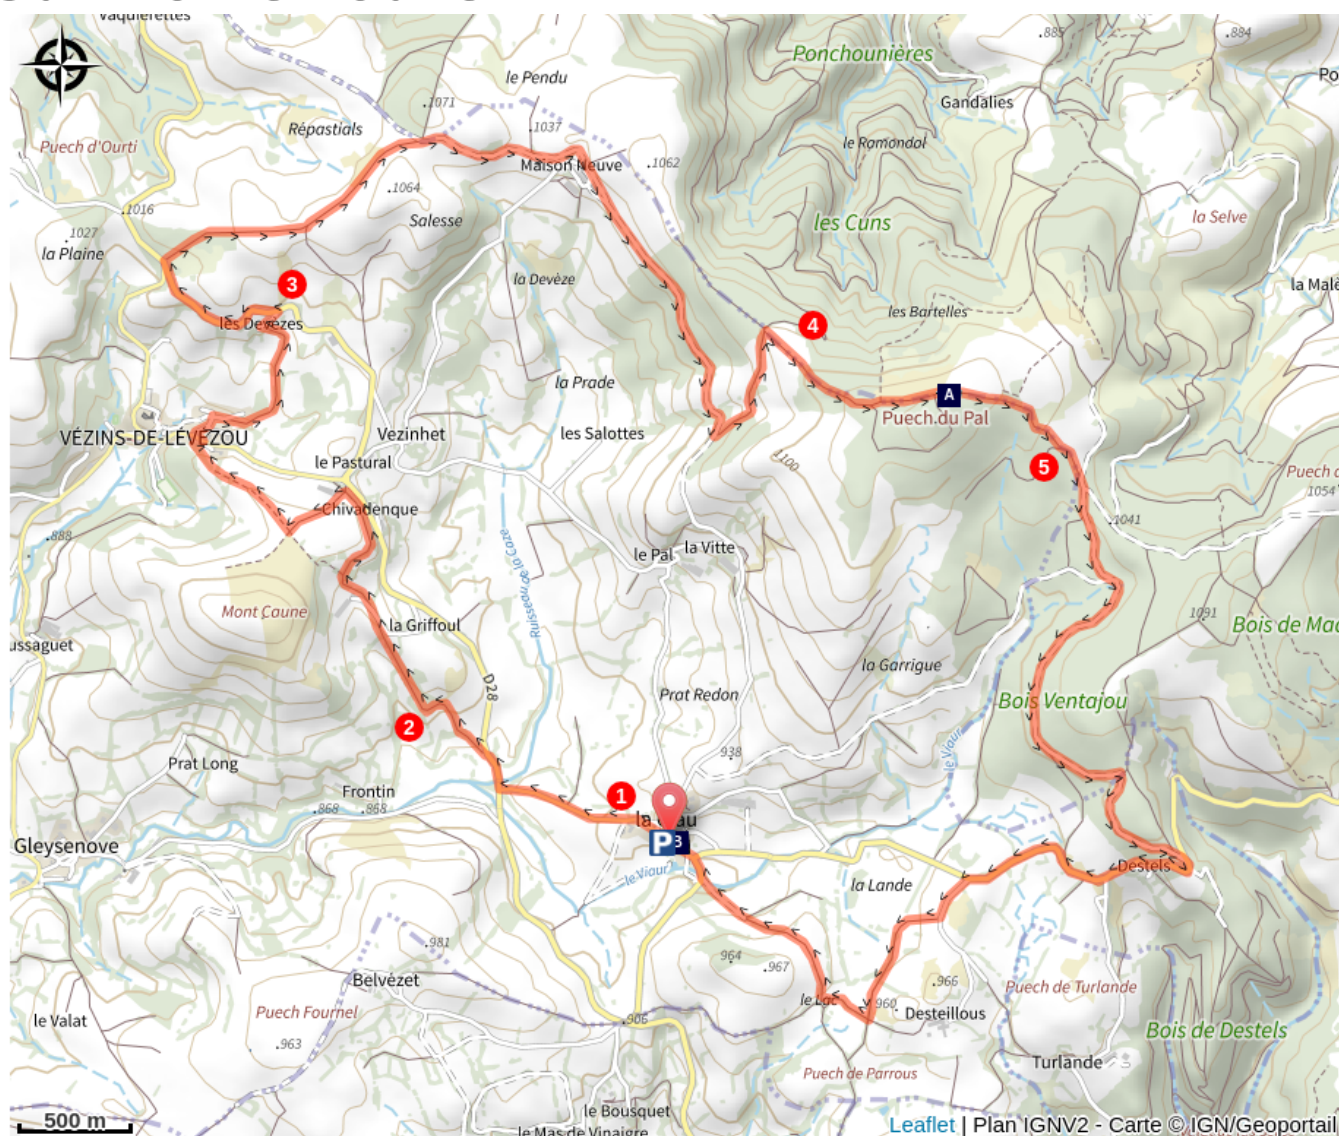 Vaquierettes
Ponchounières
.885
.884
le Pendu
.1071
Gandalies
Répastials
.1037
Puech d'Ourti
le Romondol
Maison Neuve
.1062
.1064
.1016
Salesse
les Cuns
la Selve
.1027
la Plaine
la Devèze
3
la Malè
les Devèzes
4
les Bartelles
la Prade
A
Puech du Pal
VÉZINS-DE-LÉVÉZOU
Vezinhet
les Salottes
le Pastural
1100
5
Puech d
1054
Chivadenque
.1041
.888
le Pal
la Vitte
Ruisseau de la Caze
Mont Caune
.1091
la Griffoul
Bois de Mac
ussaguet
la Garrigue
D28
Prat Redon
Bois Ventajou
2
le Viaur
.938
Prat Long
Frontin
1
.868
.868
P
Gleysenove
Destels
le Viaur
la Lande
.981
964
.967
Belvézet
.966
Puech de Turlande
le Lac
960
Puech Fournel
Desteillous
le Valat
.906
Bois de Destels
.963
Turlande
Puech de Parrous
le Bousquet
500 m
le Mas de Vinaigre
Leaflet | Plan IGNV2 - Carte © IGN/Geoportail